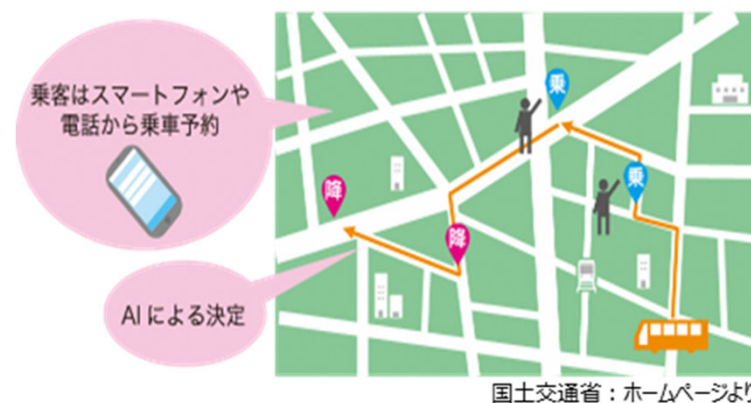 乗客はスマートフォンや
電話から乗車予約
乗
乗
降
降
AIによる決定
国土交通省：ホームページより